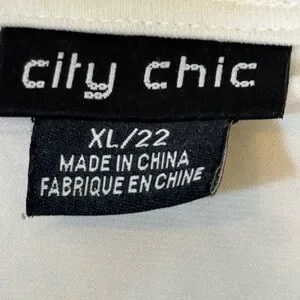 city chic
XL/22
MADE IN CHINA
FABRIQUE EN CHINE